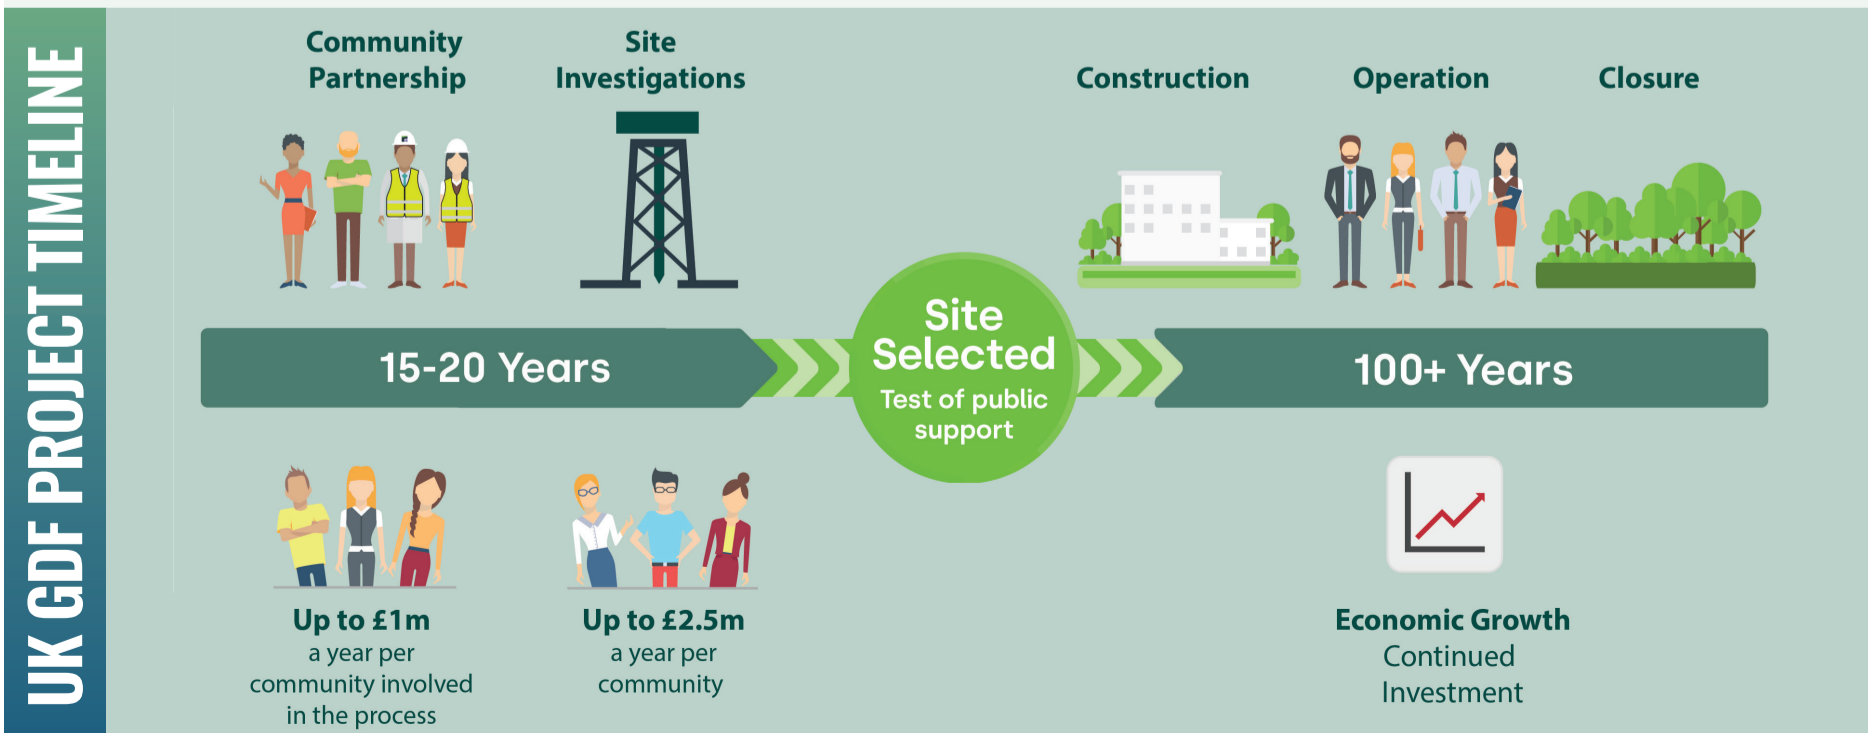 UK GDF PROJECT TIMELINE
Community
Partnership
Site
Investigations
Construction
Operation
Closure
15-20 Years
Site
Selected
Test of public
support
100+ Years
Up to £1m
a year per
community involved
in the process
Up to £2.5m
a year per
community
Economic Growth
Continued
Investment